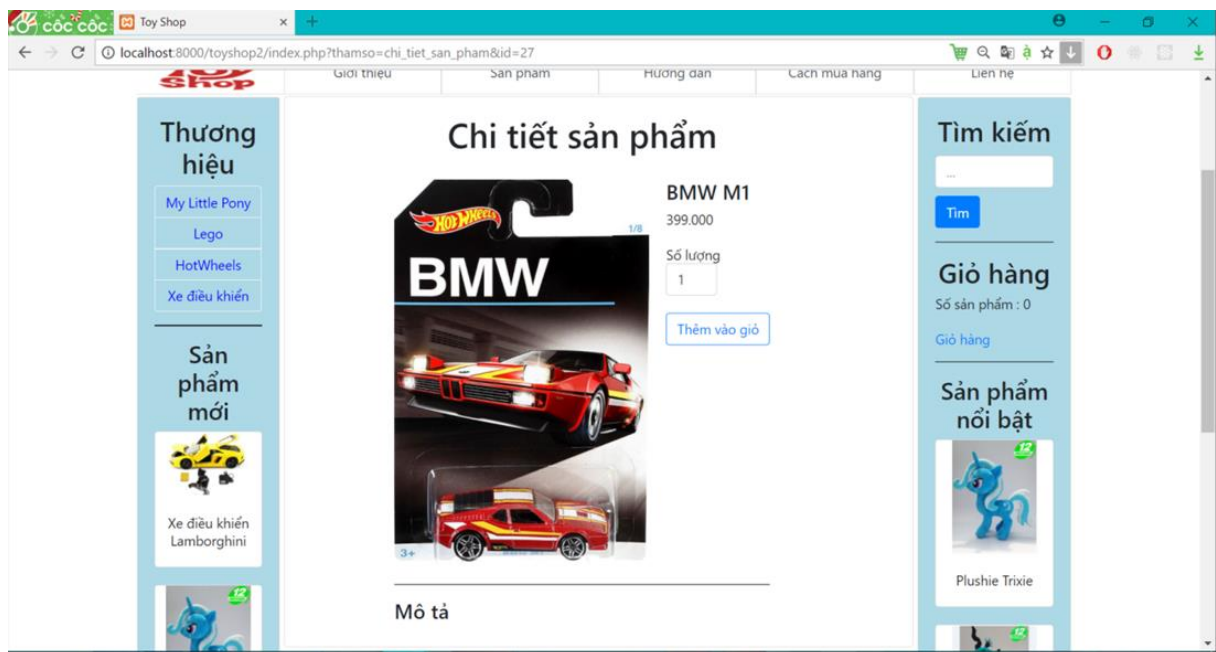 cốc cốc
Toy Shop
localhost:8000/toyshop2/index.php?thamso=chi_tiet_san_pham&id=27
Shop
Giới thiệu
Sản phẩm
Hướng dẫn
Cách mua hàng
Liên hệ
Thương
hiệu
My Little Pony
Lego
HotWheels
Xe điều khiển
Sản
phẩm
mới
Xe điều khiển
Lamborghini
12
Chi tiết sản phẩm
Hot Wheels
1/8
BMW
3+
BMW M1
399.000
Số lượng
1
Thêm vào giỏ
Mô tả
Tìm kiếm
...
Tìm
Giỏ hàng
Số sản phẩm : 0
Giỏ hàng
Sản phẩm
nổi bật
12
Plushie Trixie
12